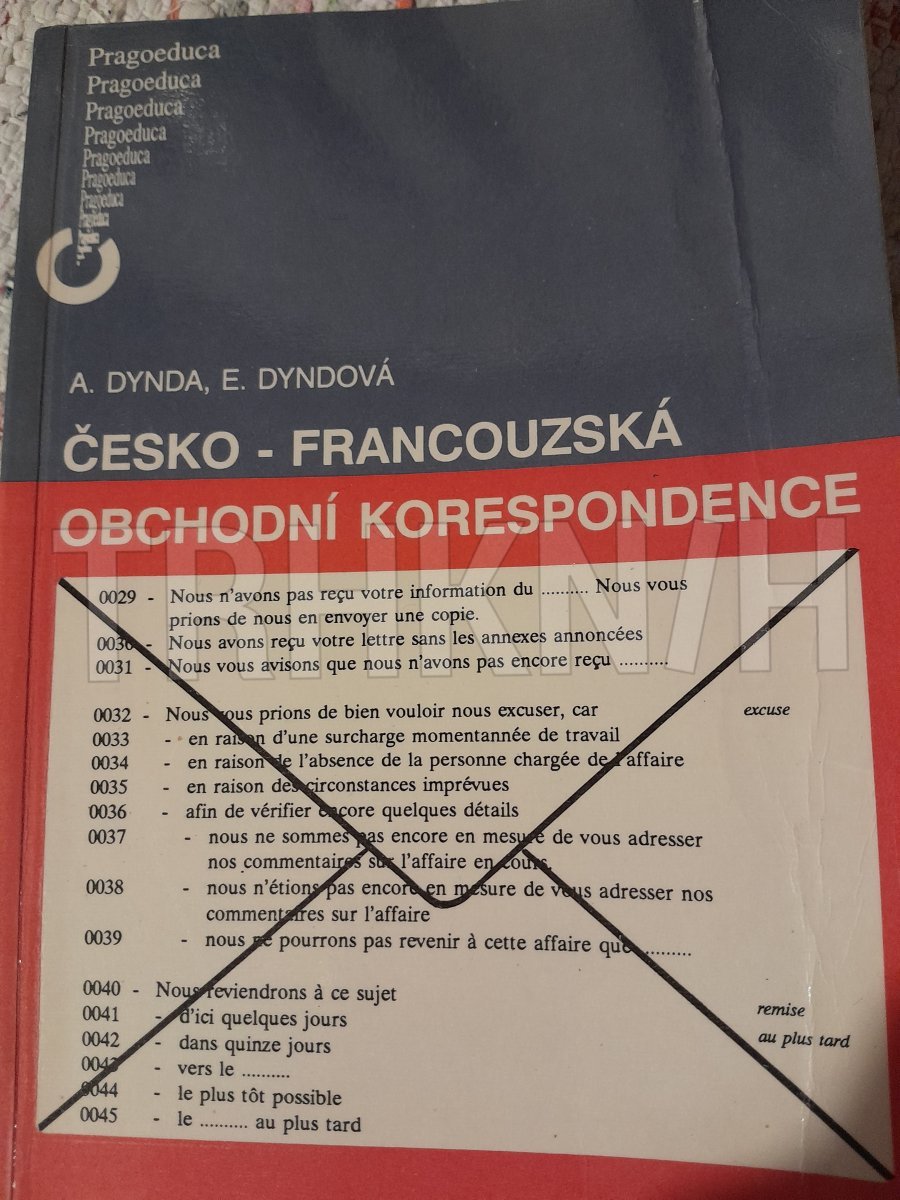 Pragoeduca
Pragoeduca
Pragoeduca
Pragoeduca
Pragoeduca
Pragoeduca
Pragoeduca
Pragoeduca
A. DYNDA, E. DYNDOVÁ
ČESKO - FRANCOUZSKÁ
OBCHODNÍ KORESPONDENCE
TRHKNIH
0029 - Nous n'avons pas reçu votre information du .......... Nous vous
prions de nous en envoyer une copie.
0030 - Nous avons reçu votre lettre sans les annexes annoncées
0031 - Nous vous avisons que nous n'avons pas encore reçu ..........
0032 - Nous vous prions de bien vouloir nous excuser, car excuse
0033 - en raison d'une surcharge momentannée de travail
0034 - en raison de l'absence de la personne chargée de l'affaire
0035 - en raison des circonstances imprévues
0036 - afin de vérifier encore quelques détails
0037 - nous ne sommes pas encore en mesure de vous adresser
nos commentaires sur l'affaire en cours.
0038 - nous n'étions pas encore en mesure de vous adresser nos
commentaires sur l'affaire
0039 - nous ne pourrons pas revenir à cette affaire que ..........
0040 - Nous reviendrons à ce sujet
0041 - d'ici quelques jours remise
0042 - dans quinze jours au plus tard
0043 - vers le ..........
0044 - le plus tôt possible
0045 - le .......... au plus tard